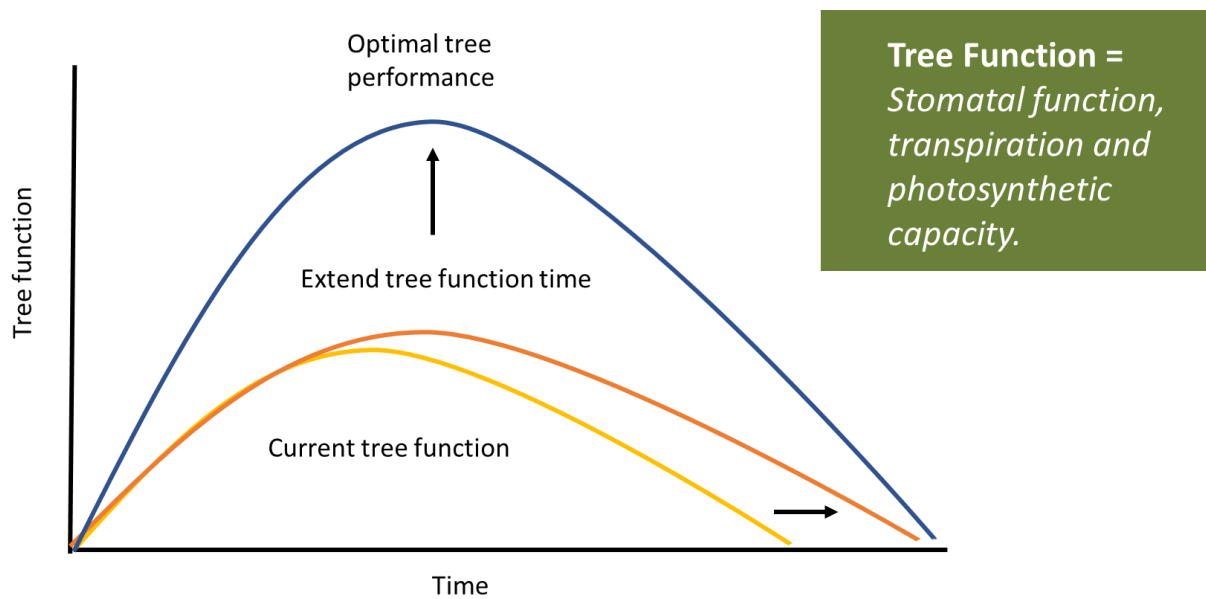 Optimal tree
performance
Tree Function =
Stomatal function,
transpiration and
photosynthetic
capacity.
Tree function
Extend tree function time
Current tree function
Time